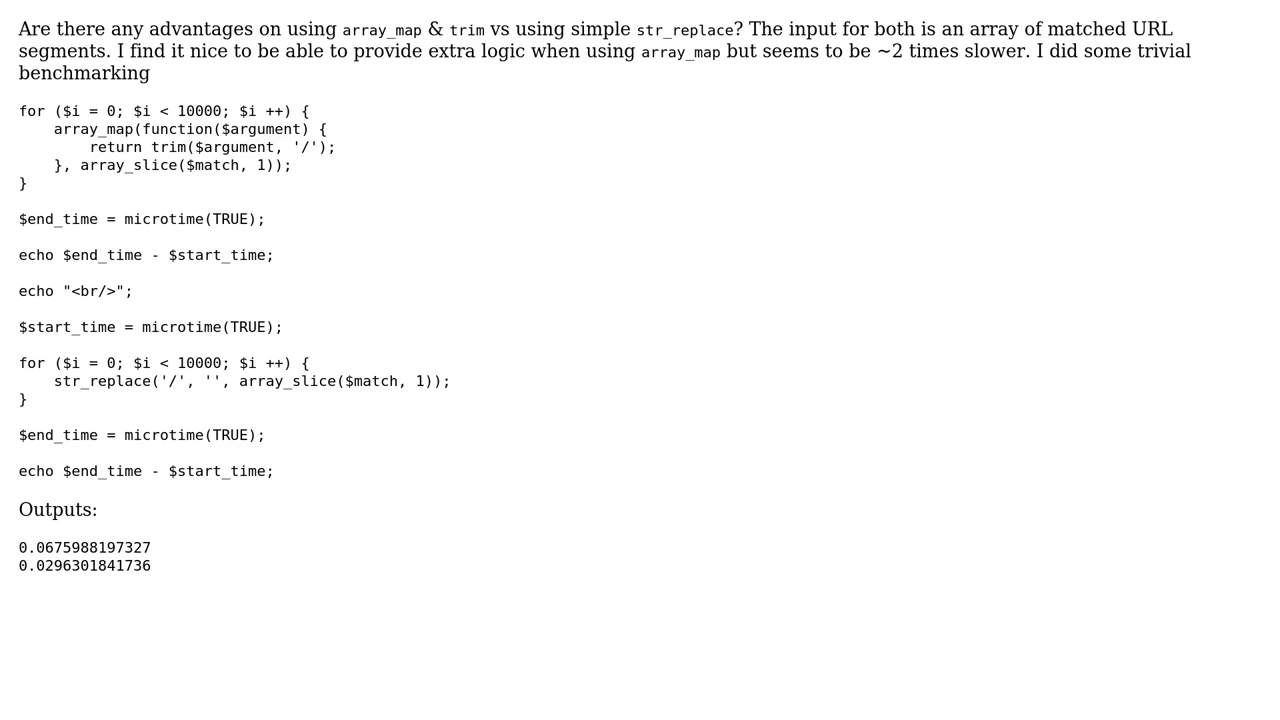 Are there any advantages on using array_map & trim vs using simple str_replace? The input for both is an array of matched URL
segments. I find it nice to be able to provide extra logic when using array_map but seems to be ~2 times slower. I did some trivial
benchmarking
for ($i = 0; $i < 10000; $i ++) {
    array_map(function($argument) {
        return trim($argument, '/');
    }, array_slice($match, 1));
}
$end_time = microtime(TRUE);
echo $end_time - $start_time;
echo "<br/>";
$start_time = microtime(TRUE);
for ($i = 0; $i < 10000; $i ++) {
    str_replace('/', '', array_slice($match, 1));
}
$end_time = microtime(TRUE);
echo $end_time - $start_time;
Outputs:
0.0675988197327
0.0296301841736